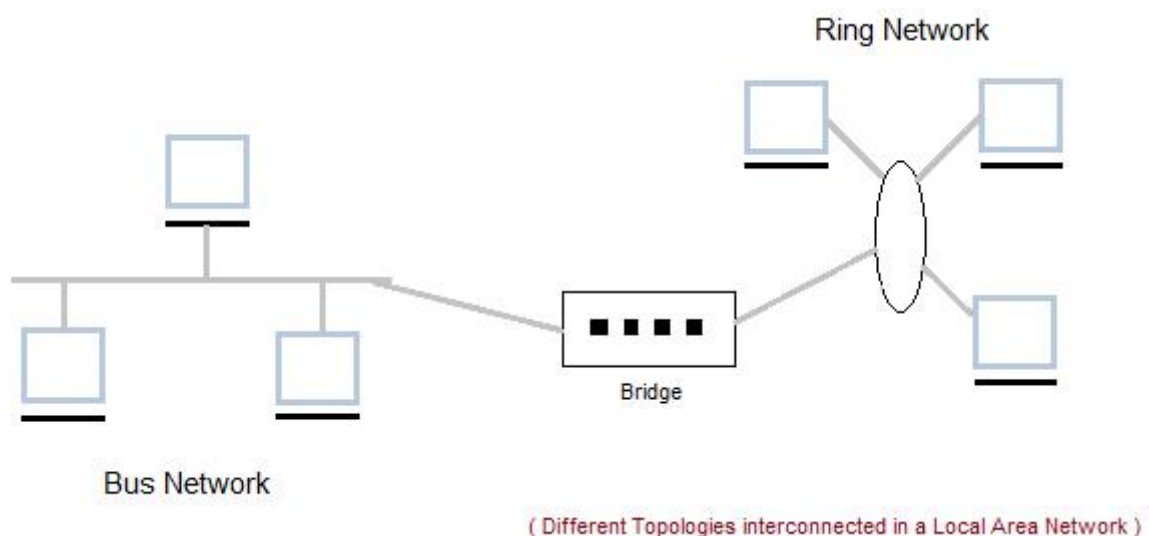 Ring Network
Bridge
Bus Network
( Different Topologies interconnected in a Local Area Network )